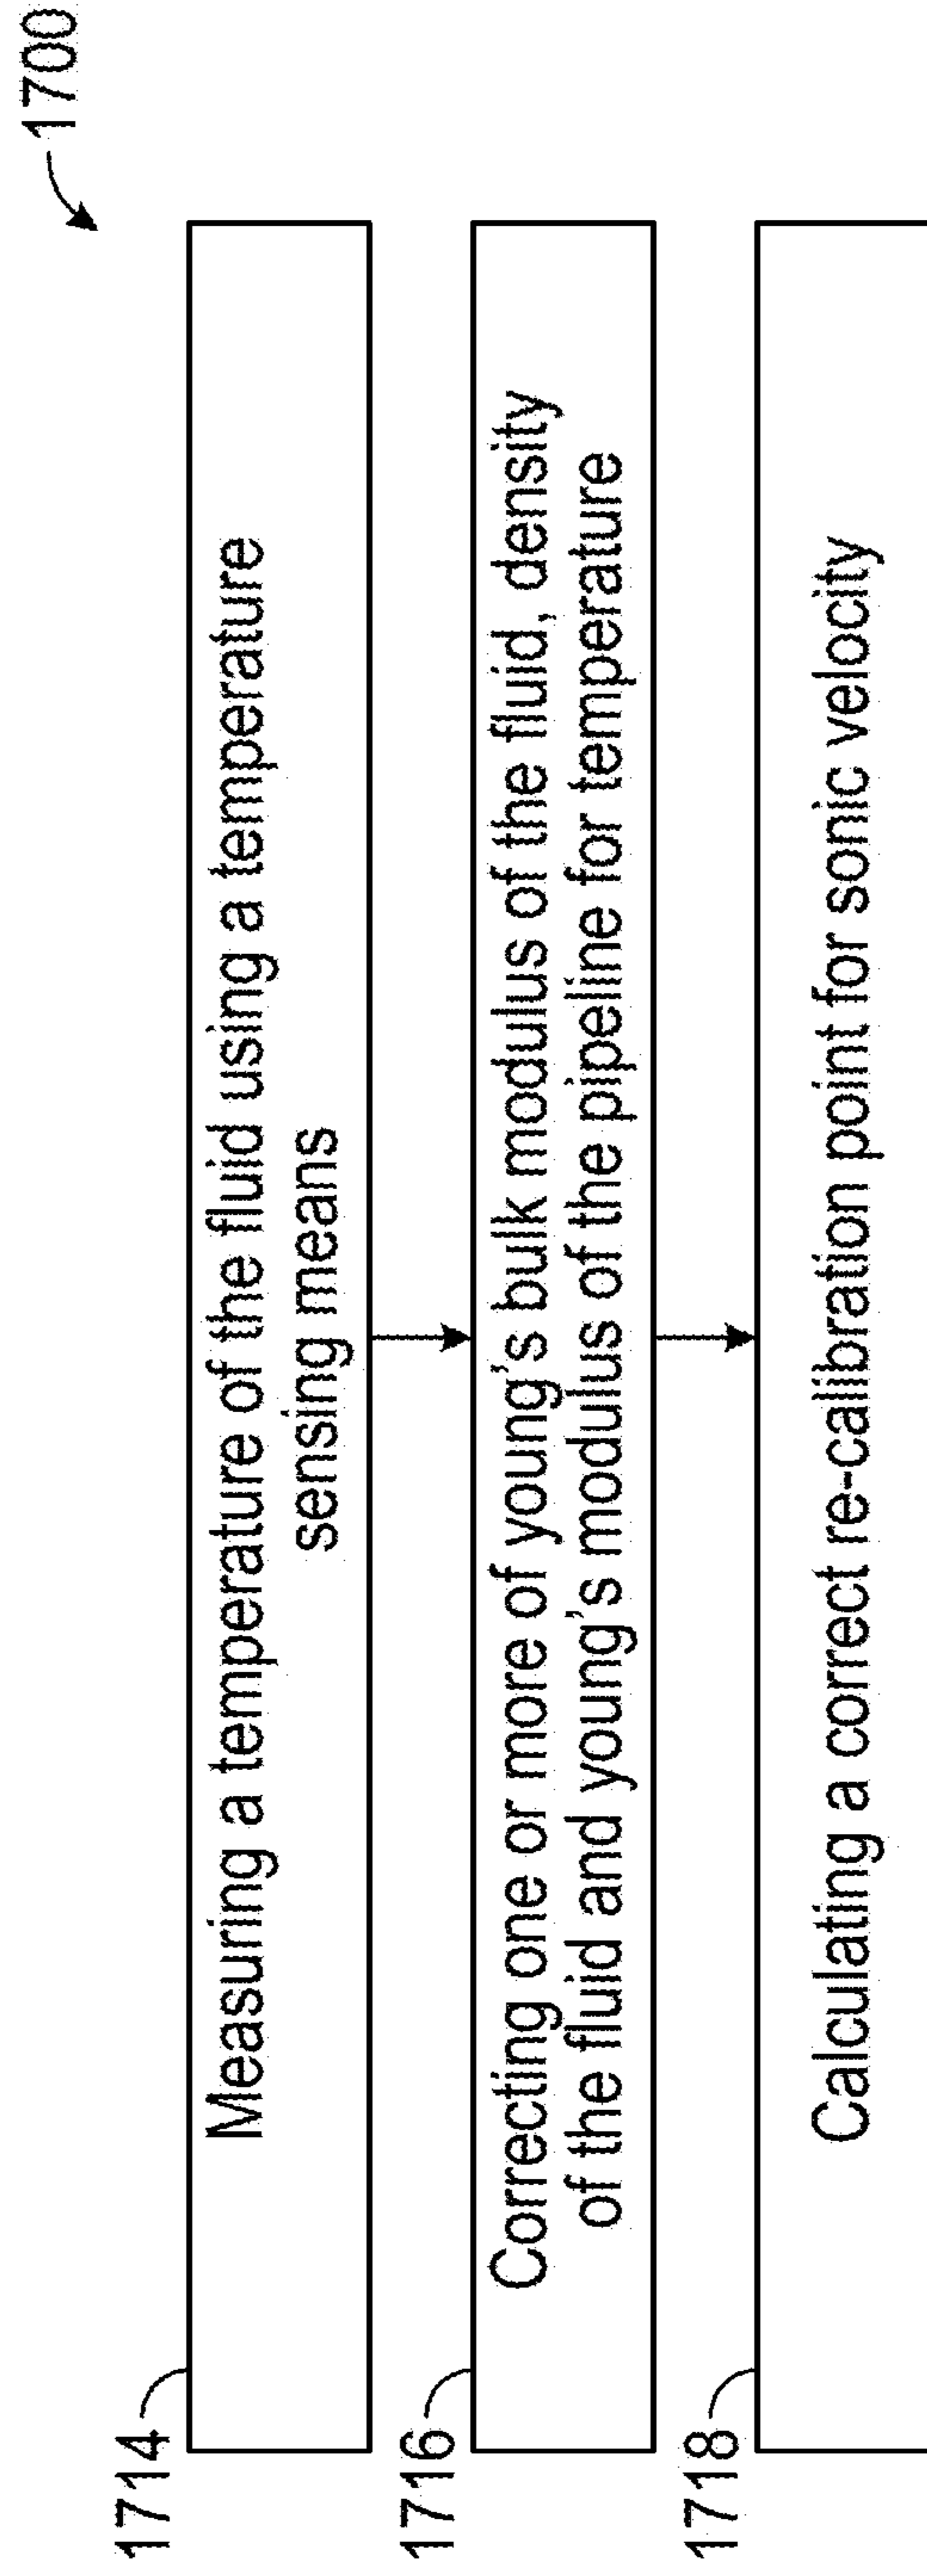 1700
1714
Measuring a temperature of the fluid using a temperature
sensing means
1716
Correcting one or more of young's bulk modulus of the fluid, density
of the fluid and young's modulus of the pipeline for temperature
1718
Calculating a correct re-calibration point for sonic velocity